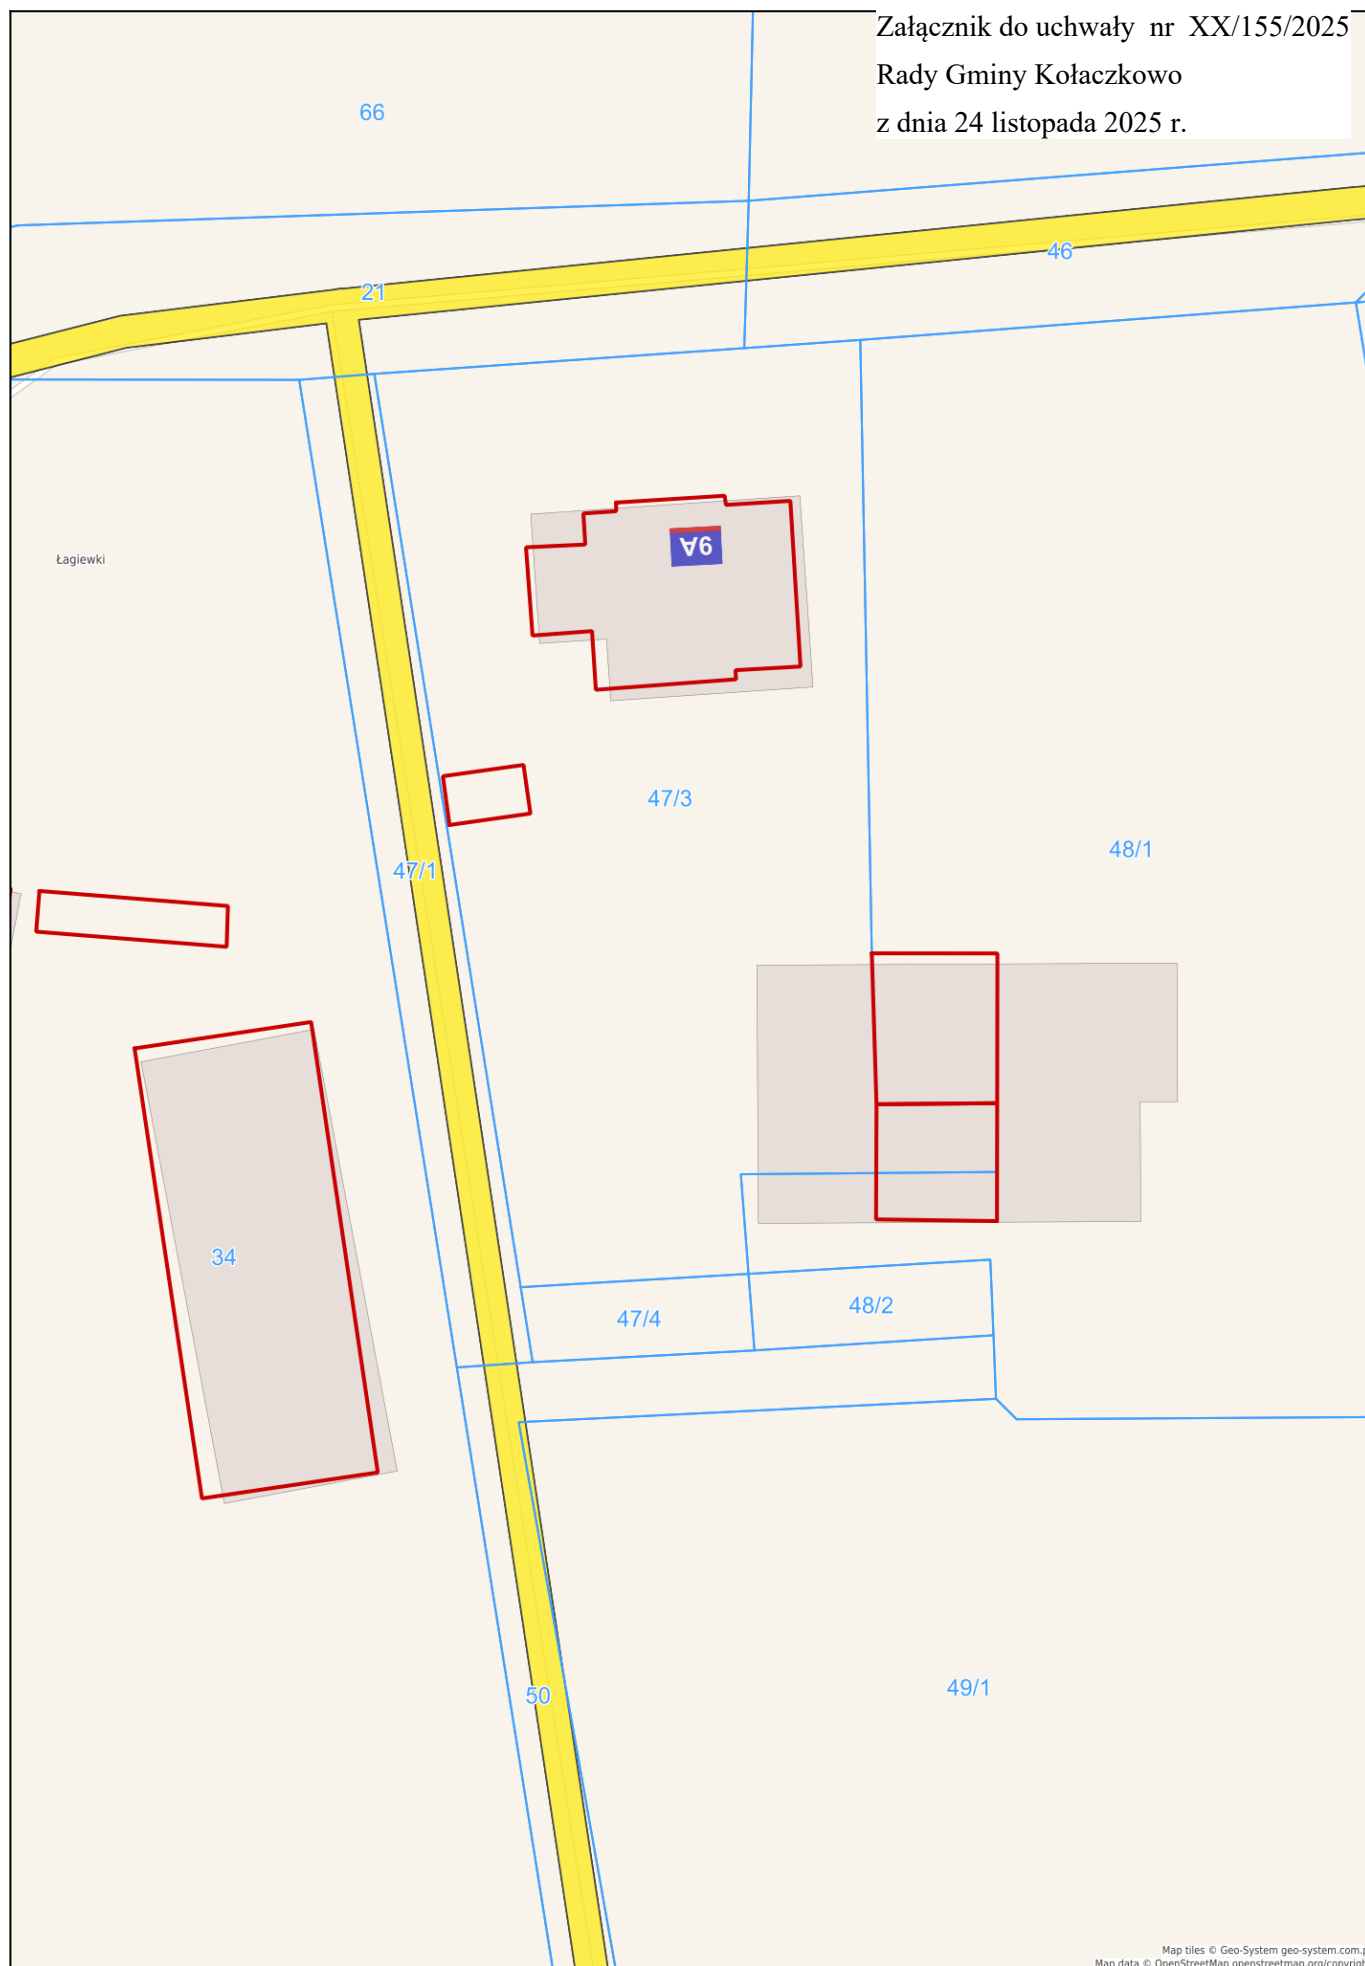 Załącznik do uchwały nr XX/155/2025
Rady Gminy Kołaczkowo
z dnia 24 listopada 2025 r.
66
46
21
Łagiewki
9A
47/3
48/1
47/1
34
48/2
47/4
49/1
50
Map tiles © Geo-System geo-system.com.p
Map data © OpenStreetMap openstreetmap.org/copyrigh